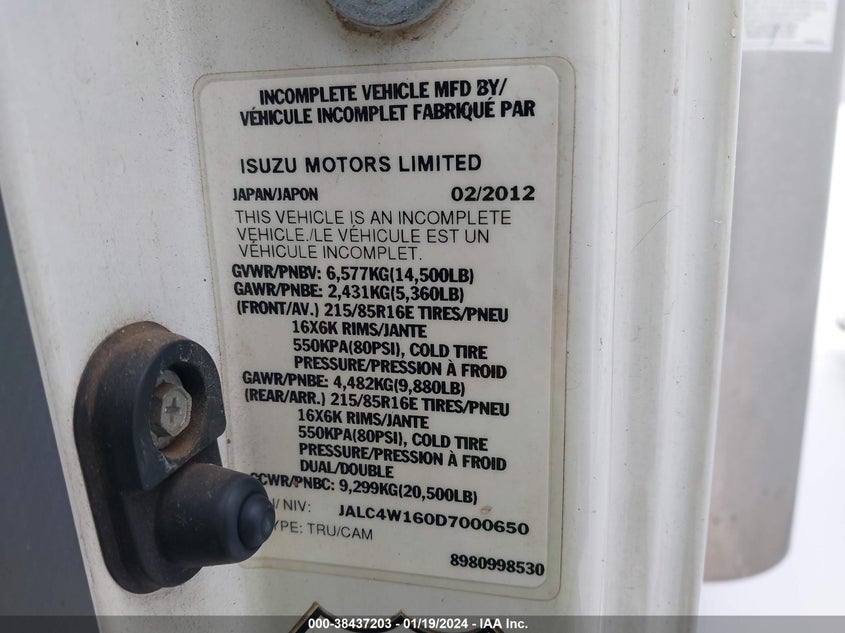 INCOMPLETE VEHICLE MFD BY/
VÉHICULE INCOMPLET FABRIQUÉ PAR
ISUZU MOTORS LIMITED
JAPAN/JAPON 02/2012
THIS VEHICLE IS AN INCOMPLETE
VEHICLE./LE VÉHICULE EST UN
VÉHICULE INCOMPLET.
GVWR/PNBV: 6,577KG(14,500LB)
GAWR/PNBE: 2,431KG(5,360LB)
(FRONT/AV.) 215/85R16E TIRES/PNEU
16X6K RIMS/JANTE
550KPA(80PSI), COLD TIRE
PRESSURE/PRESSION À FROID
GAWR/PNBE: 4,482KG(9,880LB)
(REAR/ARR.) 215/85R16E TIRES/PNEU
16X6K RIMS/JANTE
550KPA(80PSI), COLD TIRE
PRESSURE/PRESSION À FROID
DUAL/DOUBLE
CWR/PNBC: 9,299KG(20,500LB)
/NIV: JALC4W160D7000650
YPE: TRU/CAM
8980998530
000-38437203 - 01/19/2024 - IAA Inc.